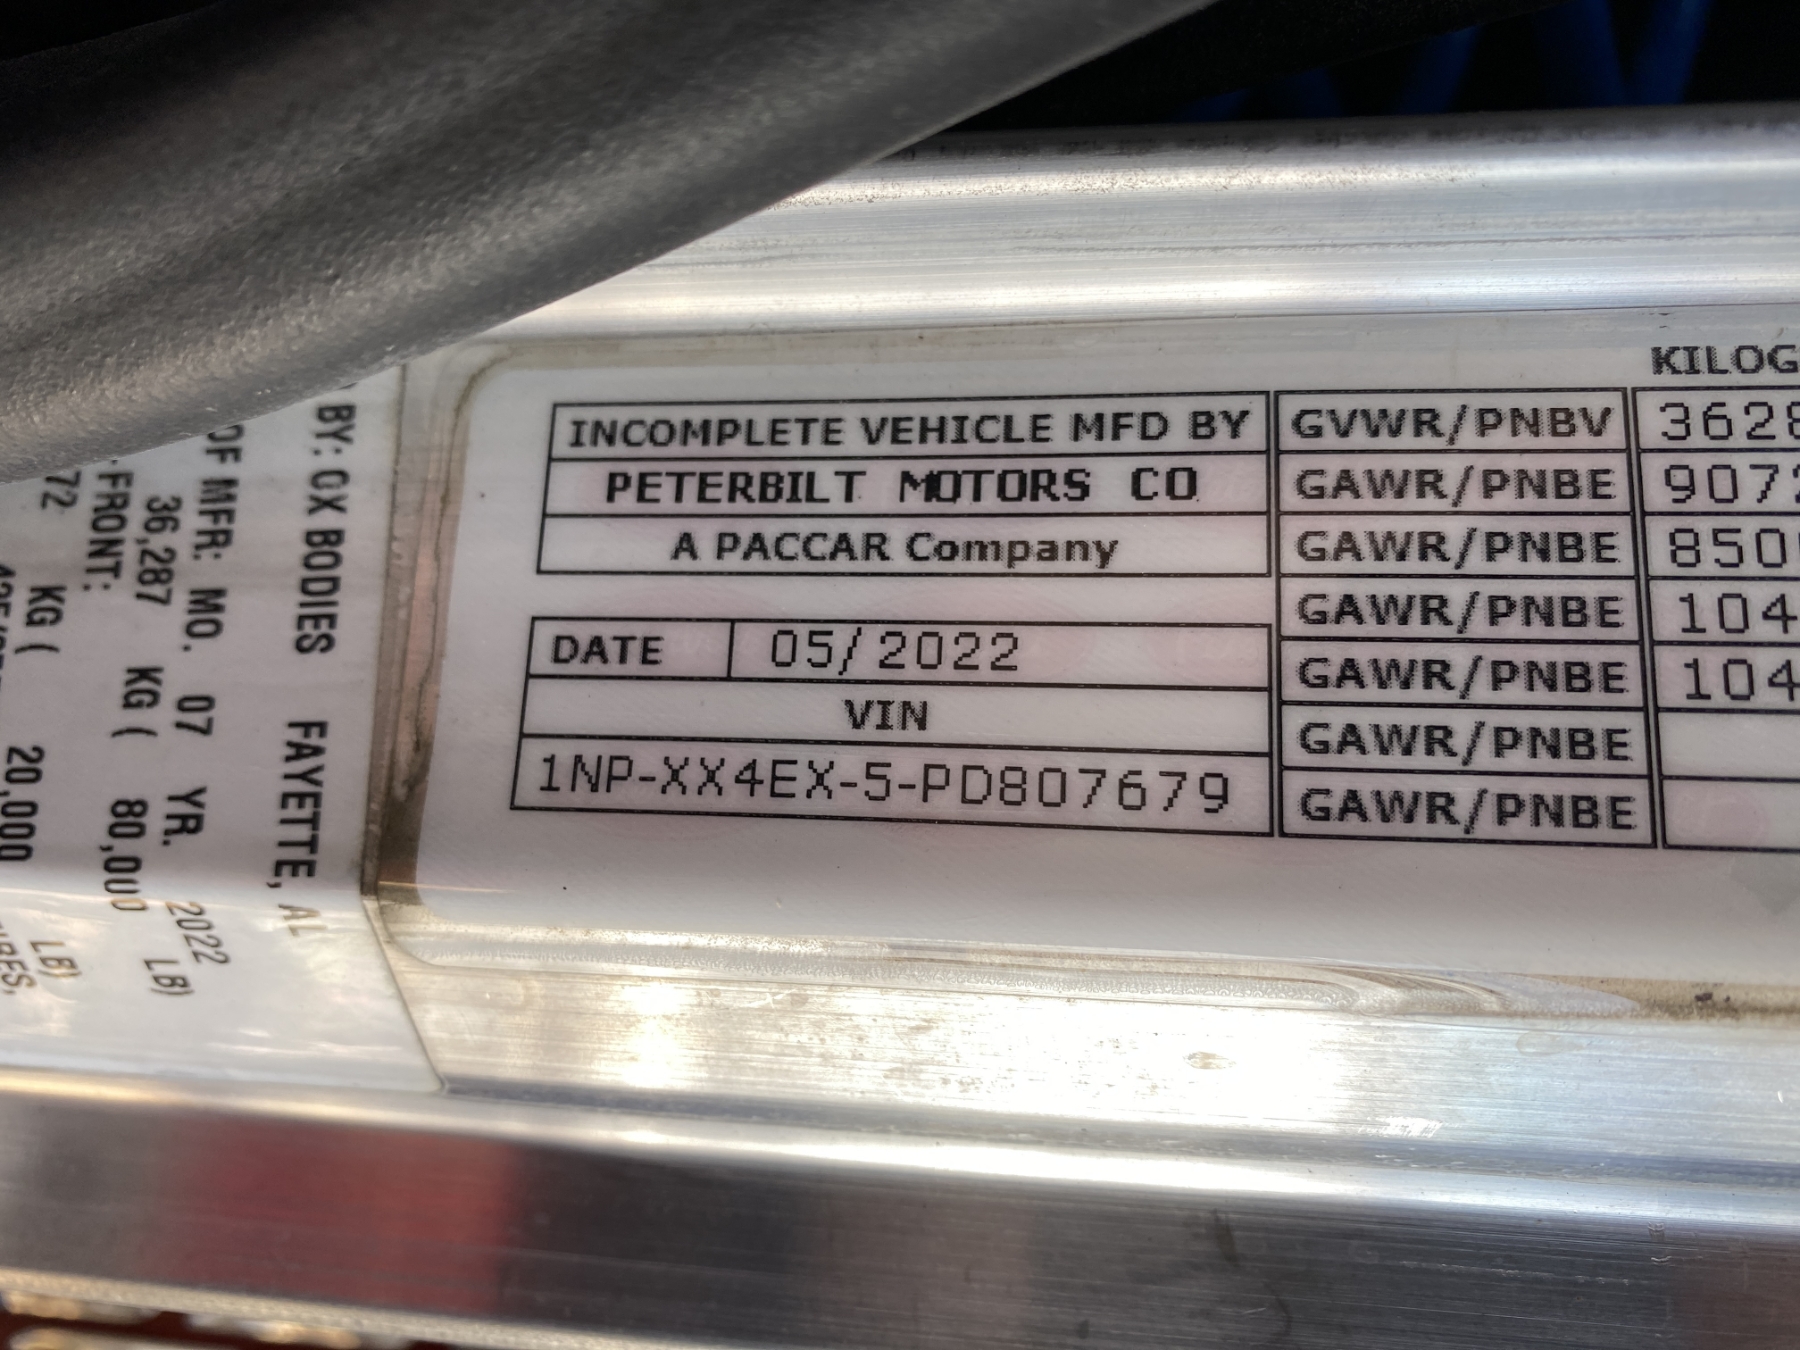 BY: OX BODIES FAYETTE, AL
OF MFR: MO. 07 YR. 2022
36,287 KG ( 80,000 LB)
FRONT:
72 KG ( 20,000 LB)
INCOMPLETE VEHICLE MFD BY
PETERBILT MOTORS CO
A PACCAR Company
DATE 05/2022
VIN
1NP-XX4EX-5-PD807679
KILOG
GVWR/PNBV 3628
GAWR/PNBE 9072
GAWR/PNBE 850
GAWR/PNBE 104
GAWR/PNBE 104
GAWR/PNBE
GAWR/PNBE